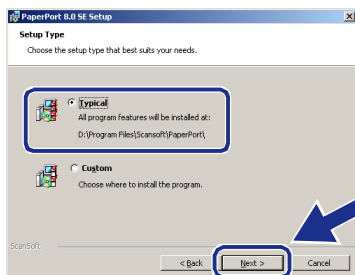 PaperPort 8.0 SE Setup
Setup Type
Choose the setup type that best suits your needs.
Typical
All program features will be installed at:
D:\Program Files\Scansoft\PaperPort\
Custom
Choose where to install the program.
ScanSoft
< Back Next > Cancel